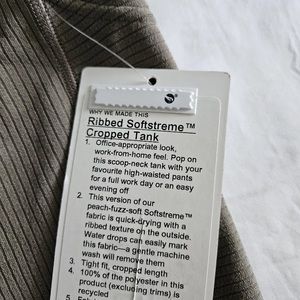 WHY WE MADE THIS
Ribbed Softstreme™
Cropped Tank
1. Office-appropriate look,
work-from-home feel. Pop on
this scoop-neck tank with your
favourite high-waisted pants
for a full work day or an easy
evening off
2. This version of our
peach-fuzz-soft Softstreme™
fabric is quick-drying with a
ribbed texture on the outside.
Water drops can easily mark
this fabric—a gentle machine
wash will remove them
3. Tight fit, cropped length
4. 100% of the polyester in this
product (excluding trims) is
recycled
5.